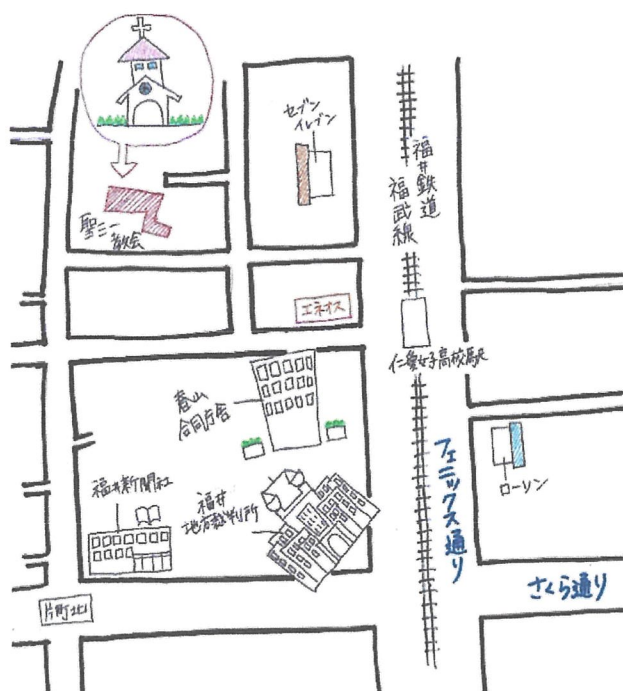 セブン
イレブン
福井鉄道
福武線
聖三一
教会
エネオス
仁愛女子高校駅
春山
合同庁舎
福井新聞社
福井
地方裁判所
フェニックス通り
ローソン
さくら通り
片町北